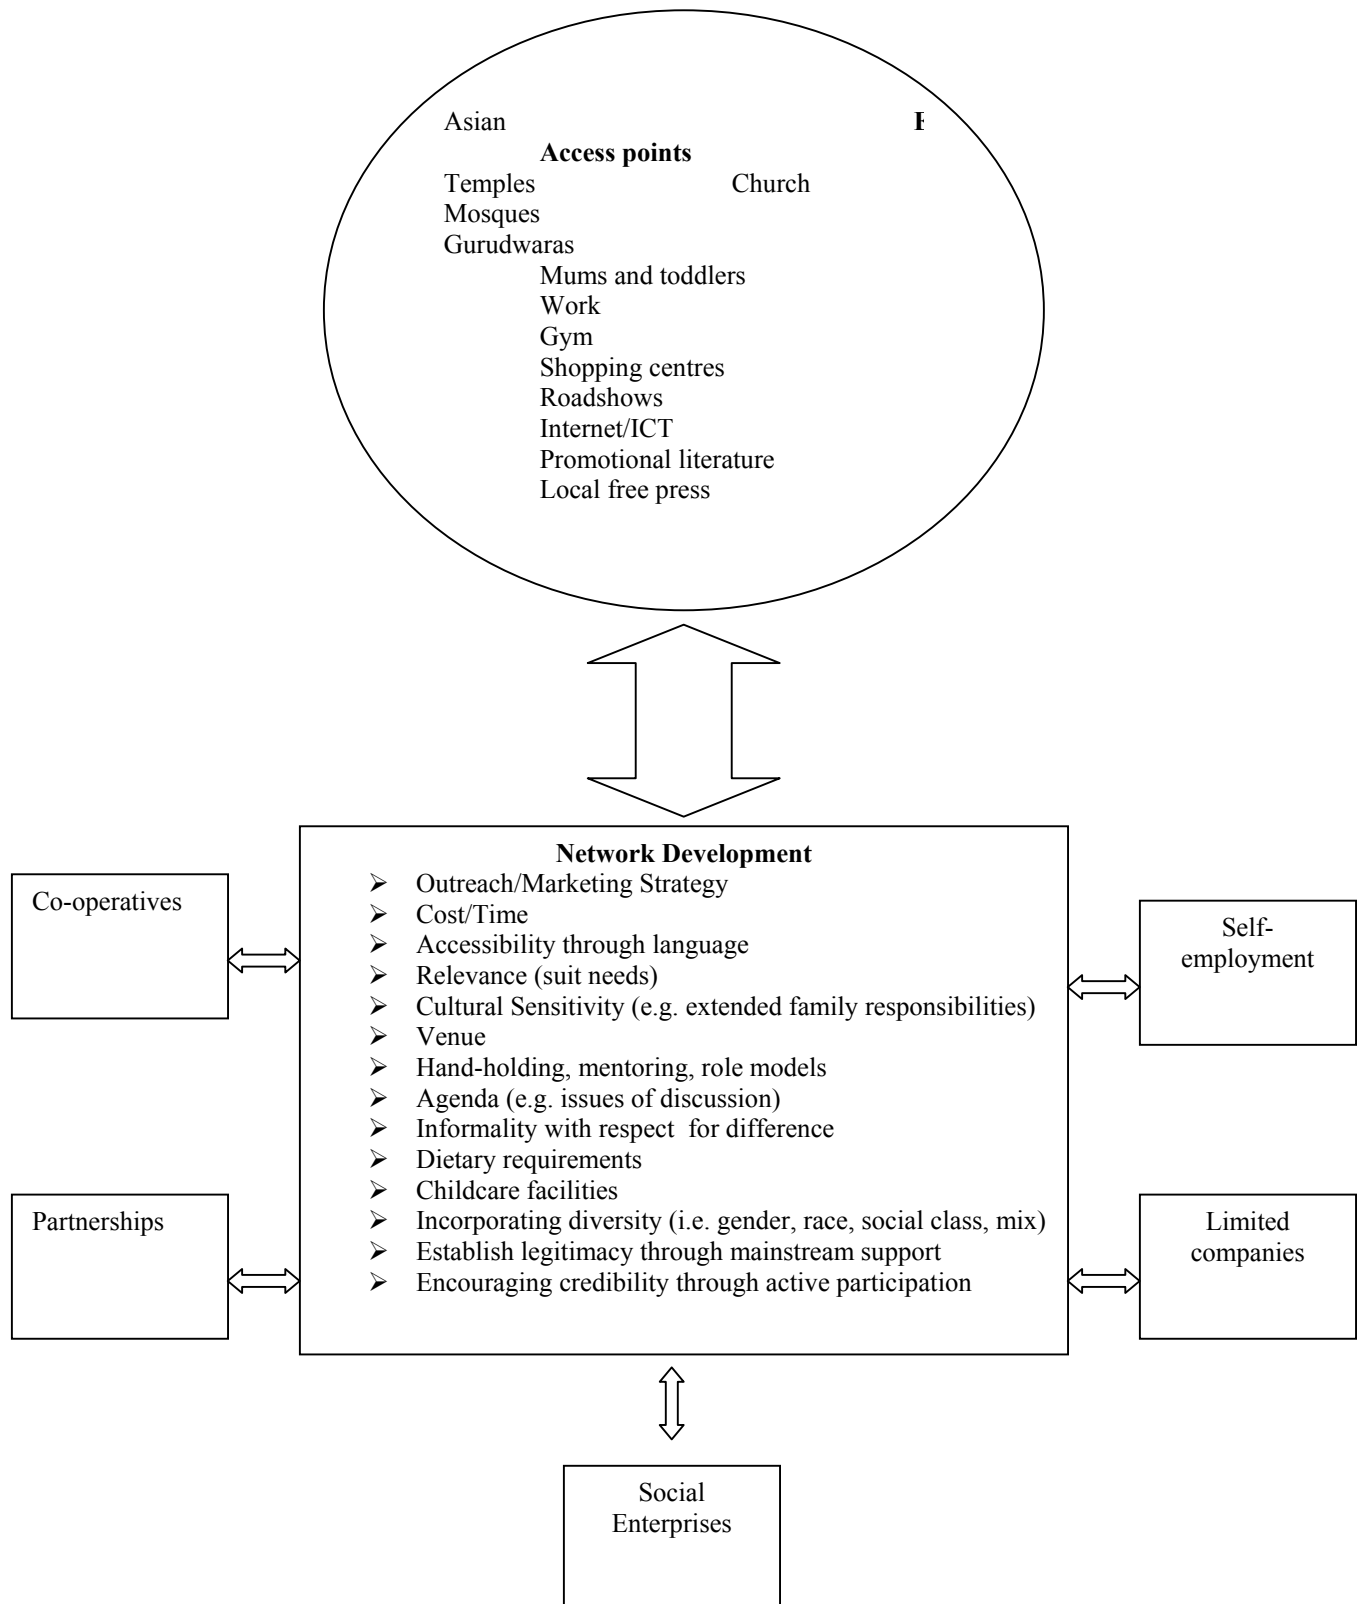 Asian
Access points
Temples Church
Mosques
Gurudwaras
Mums and toddlers
Work
Gym
Shopping centres
Roadshows
Internet/ICT
Promotional literature
Local free press
Network Development
➢ Outreach/Marketing Strategy
➢ Cost/Time
➢ Accessibility through language
➢ Relevance (suit needs)
➢ Cultural Sensitivity (e.g. extended family responsibilities)
➢ Venue
➢ Hand-holding, mentoring, role models
➢ Agenda (e.g. issues of discussion)
➢ Informality with respect for difference
➢ Dietary requirements
➢ Childcare facilities
➢ Incorporating diversity (i.e. gender, race, social class, mix)
➢ Establish legitimacy through mainstream support
➢ Encouraging credibility through active participation
Co-operatives
Self-
employment
Partnerships
Limited
companies
Social
Enterprises